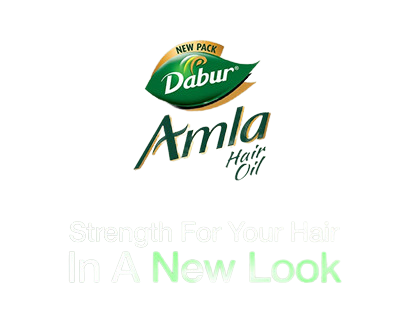 NEW PACK
Dabur®
Amla
Hair
Oil
Strength For Your Hair
In A New Look